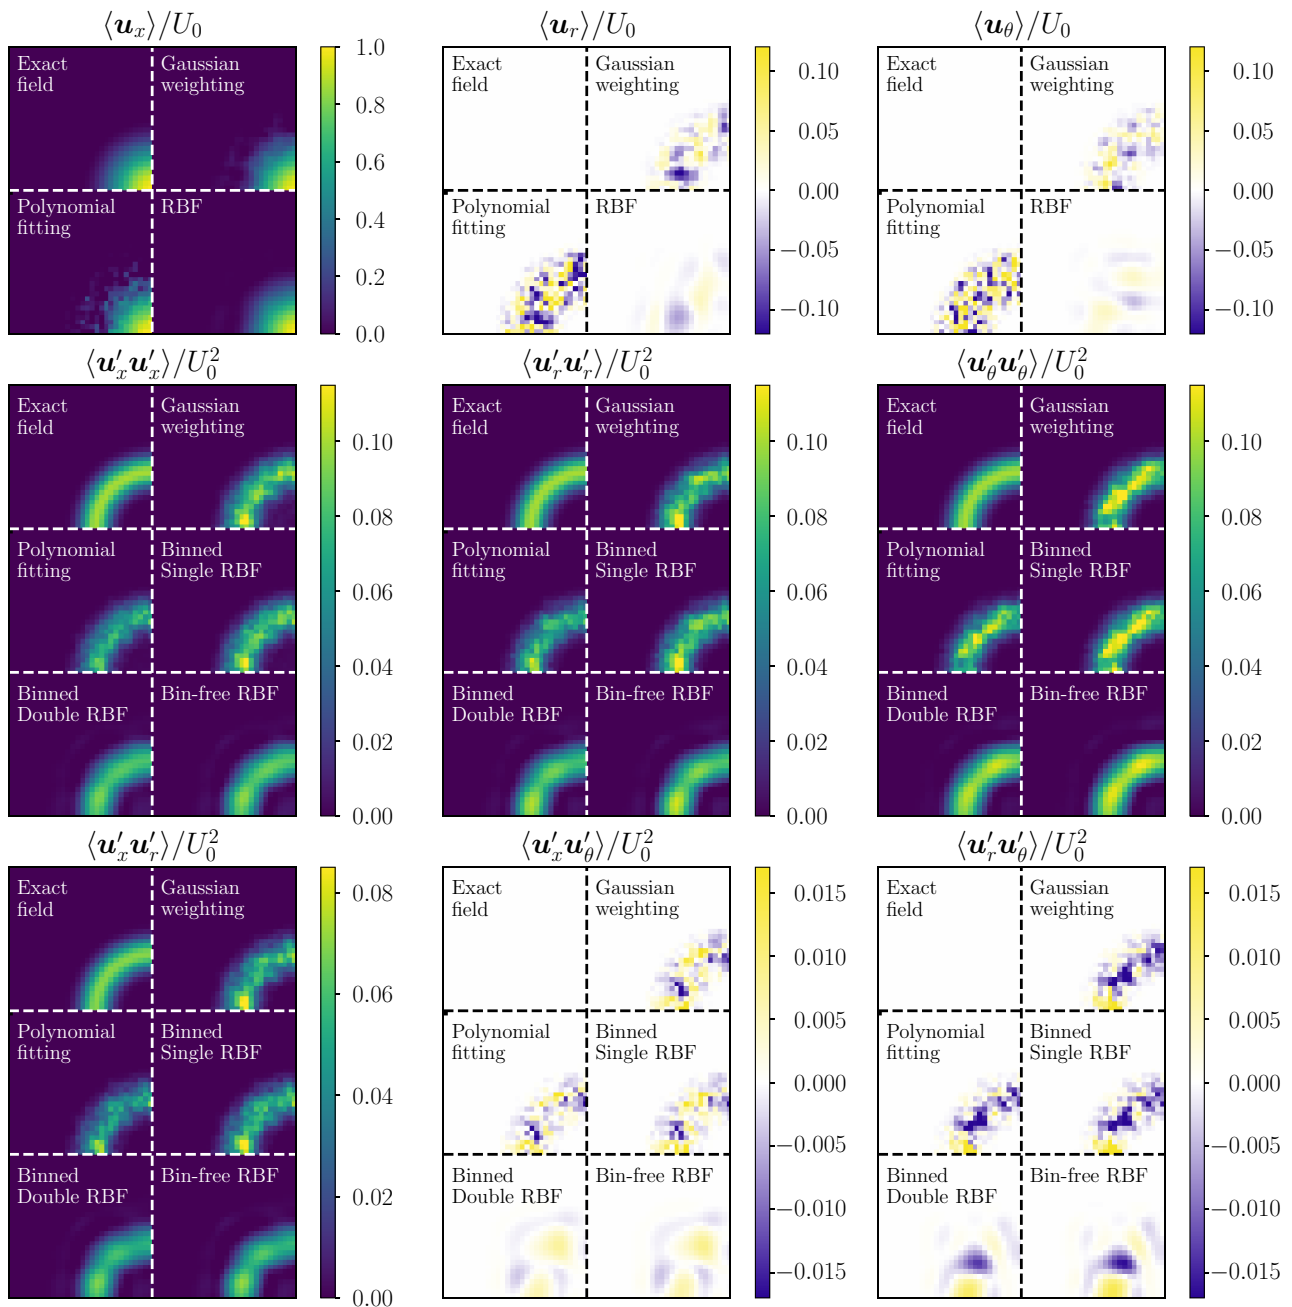 ⟨u_x⟩/U_0
⟨u_r⟩/U_0
⟨u_θ⟩/U_0
Exact
field
Gaussian
weighting
Polynomial
fitting
RBF
1.0
0.8
0.6
0.4
0.2
0.0
Exact
field
Gaussian
weighting
Polynomial
fitting
RBF
0.10
0.05
0.00
−0.05
−0.10
Exact
field
Gaussian
weighting
Polynomial
fitting
RBF
0.10
0.05
0.00
−0.05
−0.10
⟨u′_x u′_x⟩/U_0^2
⟨u′_r u′_r⟩/U_0^2
⟨u′_θ u′_θ⟩/U_0^2
Exact
field
Gaussian
weighting
Polynomial
fitting
Binned
Single RBF
Binned
Double RBF
Bin-free RBF
0.10
0.08
0.06
0.04
0.02
0.00
Exact
field
Gaussian
weighting
Polynomial
fitting
Binned
Single RBF
Binned
Double RBF
Bin-free RBF
0.10
0.08
0.06
0.04
0.02
0.00
Exact
field
Gaussian
weighting
Polynomial
fitting
Binned
Single RBF
Binned
Double RBF
Bin-free RBF
0.10
0.08
0.06
0.04
0.02
0.00
⟨u′_x u′_r⟩/U_0^2
⟨u′_x u′_θ⟩/U_0^2
⟨u′_r u′_θ⟩/U_0^2
Exact
field
Gaussian
weighting
Polynomial
fitting
Binned
Single RBF
Binned
Double RBF
Bin-free RBF
0.08
0.06
0.04
0.02
0.00
Exact
field
Gaussian
weighting
Polynomial
fitting
Binned
Single RBF
Binned
Double RBF
Bin-free RBF
0.015
0.010
0.005
0.000
−0.005
−0.010
−0.015
Exact
field
Gaussian
weighting
Polynomial
fitting
Binned
Single RBF
Binned
Double RBF
Bin-free RBF
0.015
0.010
0.005
0.000
−0.005
−0.010
−0.015